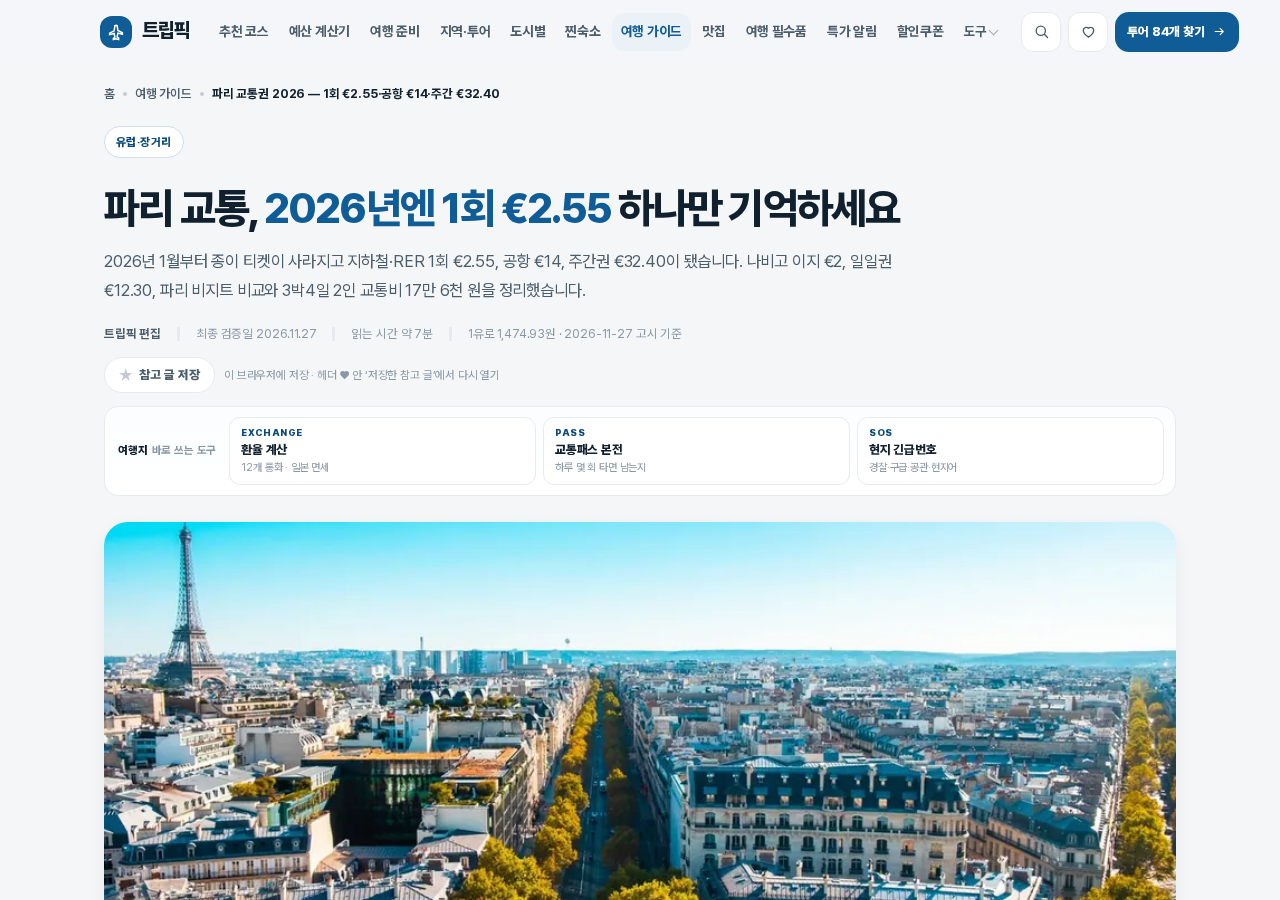 트립픽
추천 코스 예산 계산기 여행 준비 지역·투어 도시별 찐숙소 여행 가이드 맛집 여행 필수품 특가 알림 할인쿠폰 도구
투어 84개 찾기 →
홈 • 여행 가이드 • 파리 교통권 2026 — 1회 €2.55·공항 €14·주간 €32.40
유럽·장거리
파리 교통, 2026년엔 1회 €2.55 하나만 기억하세요
2026년 1월부터 종이 티켓이 사라지고 지하철·RER 1회 €2.55, 공항 €14, 주간권 €32.40이 됐습니다. 나비고 이지 €2, 일일권
€12.30, 파리 비지트 비교와 3박4일 2인 교통비 17만 6천 원을 정리했습니다.
트립픽 편집 최종 검증일 2026.11.27 읽는 시간 약 7분 1유로 1,474.93원 · 2026-11-27 고시 기준
★ 참고 글 저장 이 브라우저에 저장 · 헤더 ♥ 안 ‘저장한 참고 글’에서 다시 열기
여행지 바로 쓰는 도구
EXCHANGE
환율 계산
12개 통화 · 일본 면세
PASS
교통패스 본전
하루 몇 회 타면 남는지
SOS
현지 긴급번호
경찰·구급·공관·현지어